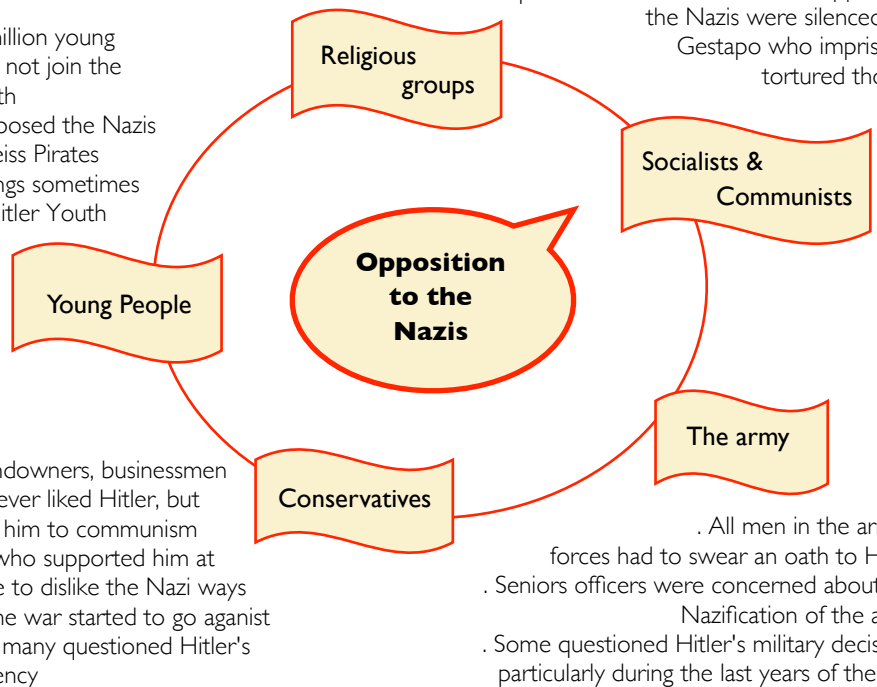 the Nazis were silenced
Gestapo who impris
tortured tho
illion young
not join the
th
posed the Nazis
eiss Pirates
ngs sometimes
itler Youth
Religious
groups
Socialists &
Communists
Opposition
to the
Nazis
Young People
The army
Conservatives
ndowners, businessmen
ever liked Hitler, but
him to communism
who supported him at
e to dislike the Nazi ways
ne war started to go aganist
many questioned Hitler's
ency
. All men in the ar
forces had to swear an oath to H
. Seniors officers were concerned about
Nazification of the a
. Some questioned Hitler's military decis
particularly during the last years of the